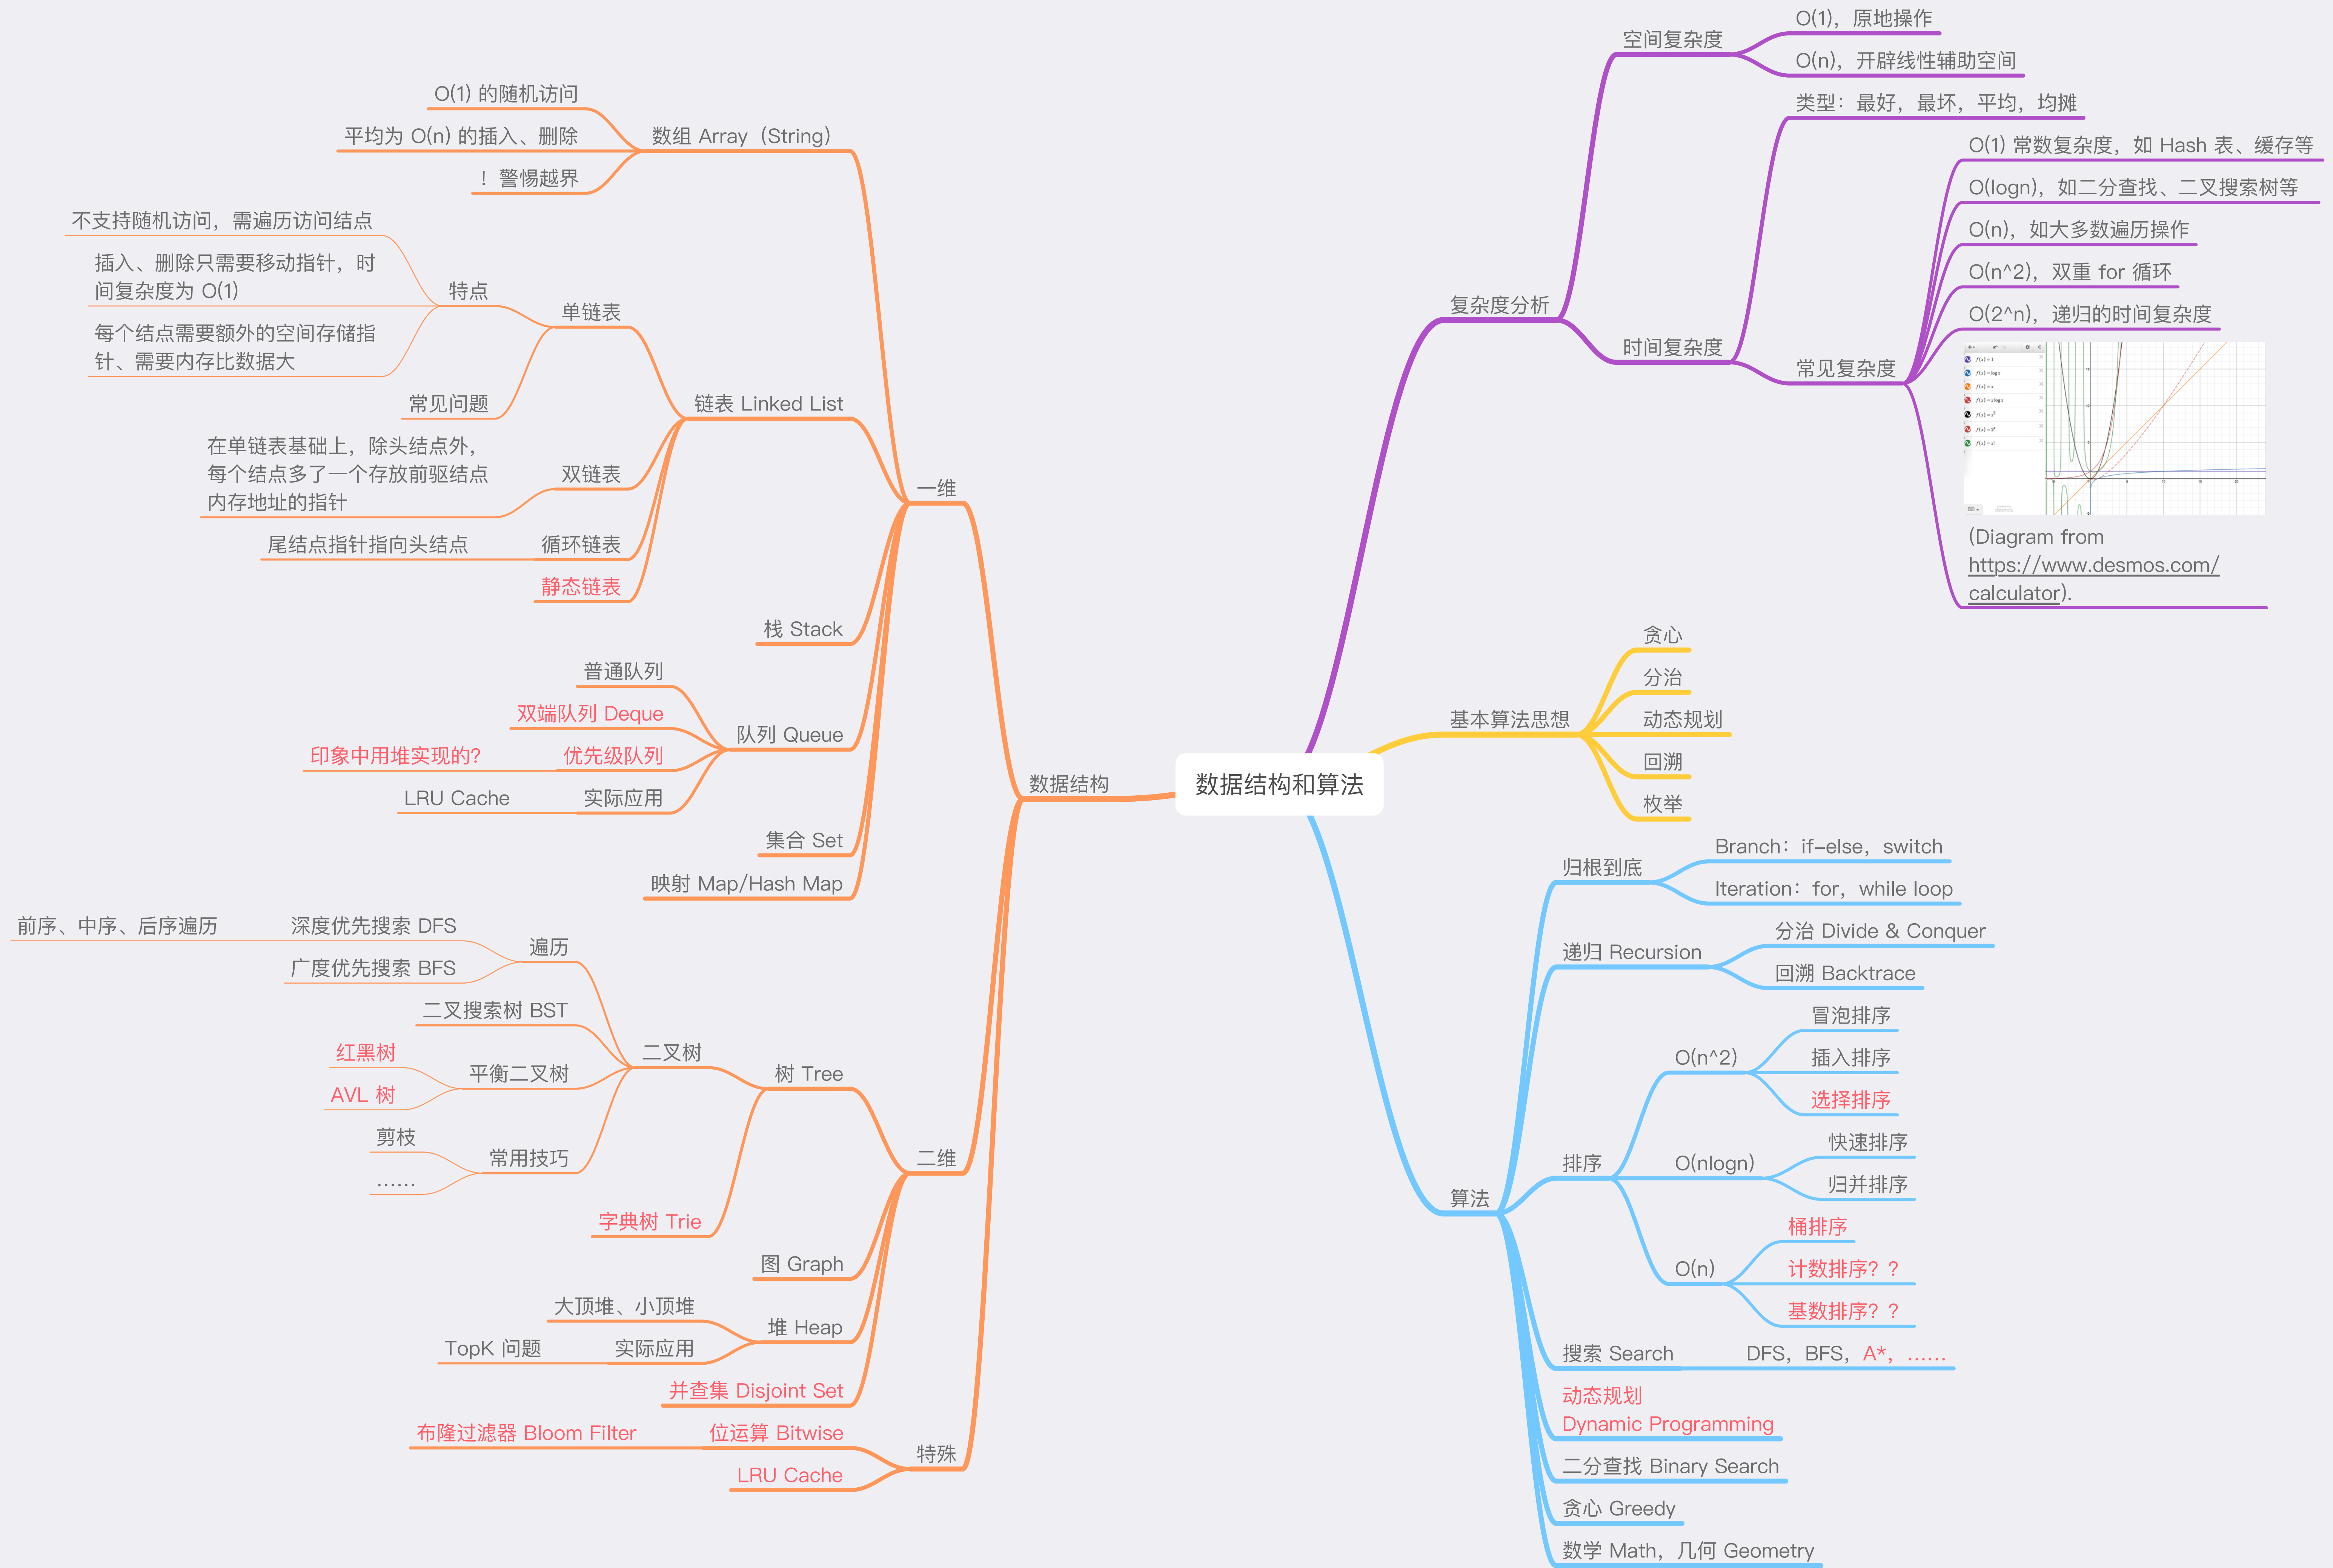 数据结构和算法
复杂度分析
空间复杂度
O(1)，原地操作
O(n)，开辟线性辅助空间
时间复杂度
类型：最好，最坏，平均，均摊
常见复杂度
O(1) 常数复杂度，如 Hash 表、缓存等
O(logn)，如二分查找、二叉搜索树等
O(n)，如大多数遍历操作
O(n^2)，双重 for 循环
O(2^n)，递归的时间复杂度
(Diagram from
https://www.desmos.com/
calculator).
基本算法思想
贪心
分治
动态规划
回溯
枚举
算法
归根到底
Branch：if-else，switch
Iteration：for，while loop
递归 Recursion
分治 Divide & Conquer
回溯 Backtrace
排序
O(n^2)
冒泡排序
插入排序
选择排序
O(nlogn)
快速排序
归并排序
O(n)
桶排序
计数排序？？
基数排序？？
搜索 Search
DFS，BFS，A*，……
动态规划
Dynamic Programming
二分查找 Binary Search
贪心 Greedy
数学 Math，几何 Geometry
数据结构
一维
数组 Array（String）
O(1) 的随机访问
平均为 O(n) 的插入、删除
！警惕越界
链表 Linked List
单链表
特点
不支持随机访问，需遍历访问结点
插入、删除只需要移动指针，时
间复杂度为 O(1)
每个结点需要额外的空间存储指
针、需要内存比数据大
常见问题
双链表
在单链表基础上，除头结点外，
每个结点多了一个存放前驱结点
内存地址的指针
循环链表
尾结点指针指向头结点
静态链表
栈 Stack
队列 Queue
普通队列
双端队列 Deque
优先级队列
印象中用堆实现的？
实际应用
LRU Cache
集合 Set
映射 Map/Hash Map
二维
树 Tree
二叉树
遍历
深度优先搜索 DFS
前序、中序、后序遍历
广度优先搜索 BFS
二叉搜索树 BST
平衡二叉树
红黑树
AVL 树
常用技巧
剪枝
……
字典树 Trie
图 Graph
堆 Heap
大顶堆、小顶堆
实际应用
TopK 问题
并查集 Disjoint Set
特殊
位运算 Bitwise
布隆过滤器 Bloom Filter
LRU Cache